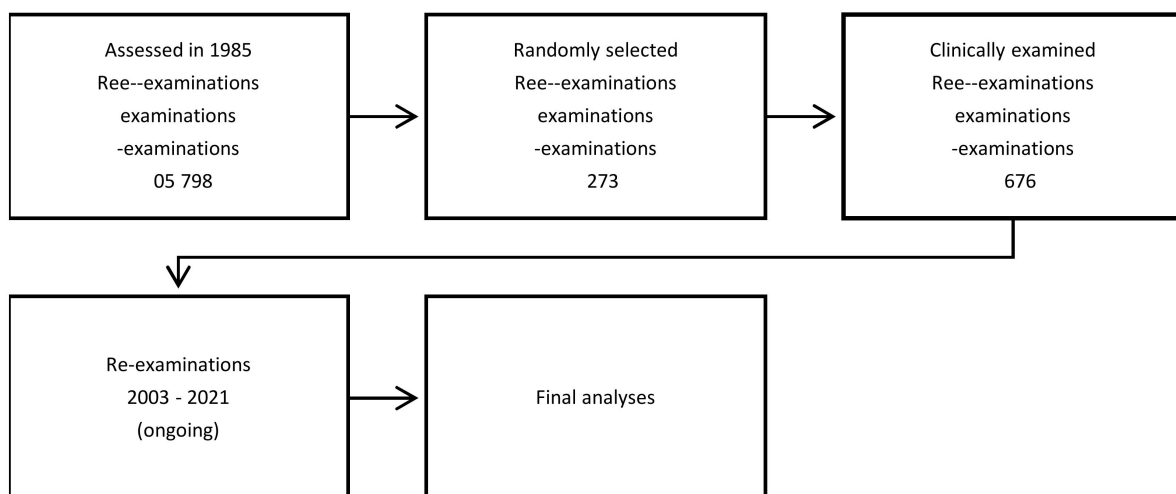 Assessed in 1985
Ree--examinations
examinations
-examinations
05 798
Randomly selected
Ree--examinations
examinations
-examinations
273
Clinically examined
Ree--examinations
examinations
-examinations
676
Re-examinations
2003 - 2021
(ongoing)
Final analyses